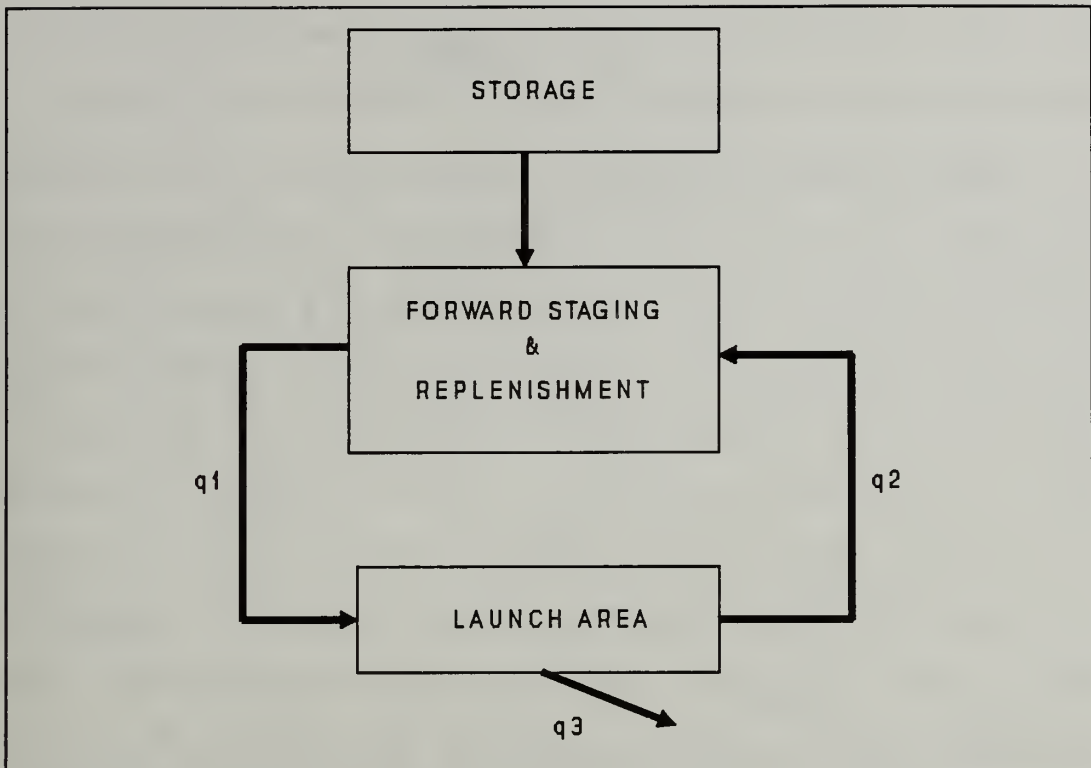 STORAGE
FORWARD STAGING
&
REPLENISHMENT
q1
q2
LAUNCH AREA
q3